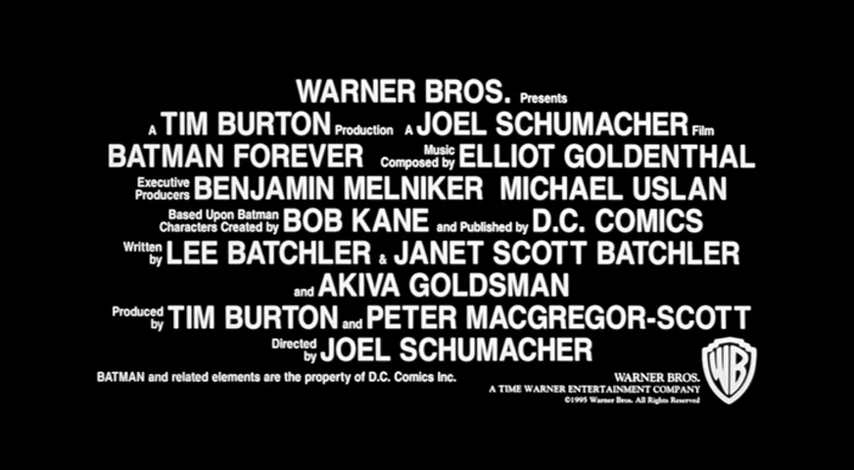 WARNER BROS. Presents
A TIM BURTON Production A JOEL SCHUMACHER Film
BATMAN FOREVER Music Composed by ELLIOT GOLDENTHAL
Executive Producers BENJAMIN MELNIKER MICHAEL USLAN
Based Upon Batman Characters Created by BOB KANE and Published by D.C. COMICS
Written by LEE BATCHLER & JANET SCOTT BATCHLER
and AKIVA GOLDSMAN
Produced by TIM BURTON and PETER MACGREGOR-SCOTT
Directed by JOEL SCHUMACHER
BATMAN and related elements are the property of D.C. Comics Inc.
WARNER BROS.
A TIME WARNER ENTERTAINMENT COMPANY
©1995 Warner Bros. All Rights Reserved
WB